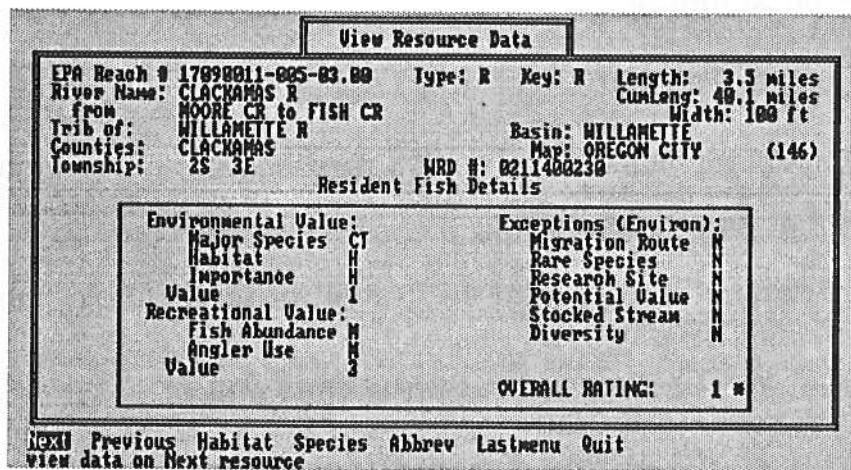 View Resource Data
EPA Reach # 17090011-005-03.00 Type: R Key: R Length: 3.5 miles
River Name: CLACKAMAS R CumLeng: 40.1 miles
from MOORE CR to FISH CR Width: 100 ft
Trib of: WILLAMETTE R Basin: WILLAMETTE
Counties: CLACKAMAS Map: OREGON CITY (146)
Township: 2S 3E WRD #: 0211400230
Resident Fish Details
Environmental Value: Exceptions (Environ):
Major Species CT Migration Route N
Habitat H Rare Species N
Importance H Research Site N
Value 1 Potential Value N
Recreational Value: Stocked Stream N
Fish Abundance M Diversity N
Angler Use M
Value 3
OVERALL RATING: 1 *
Next Previous Habitat Species Abbrev Lastmenu Quit
view data on Next resource